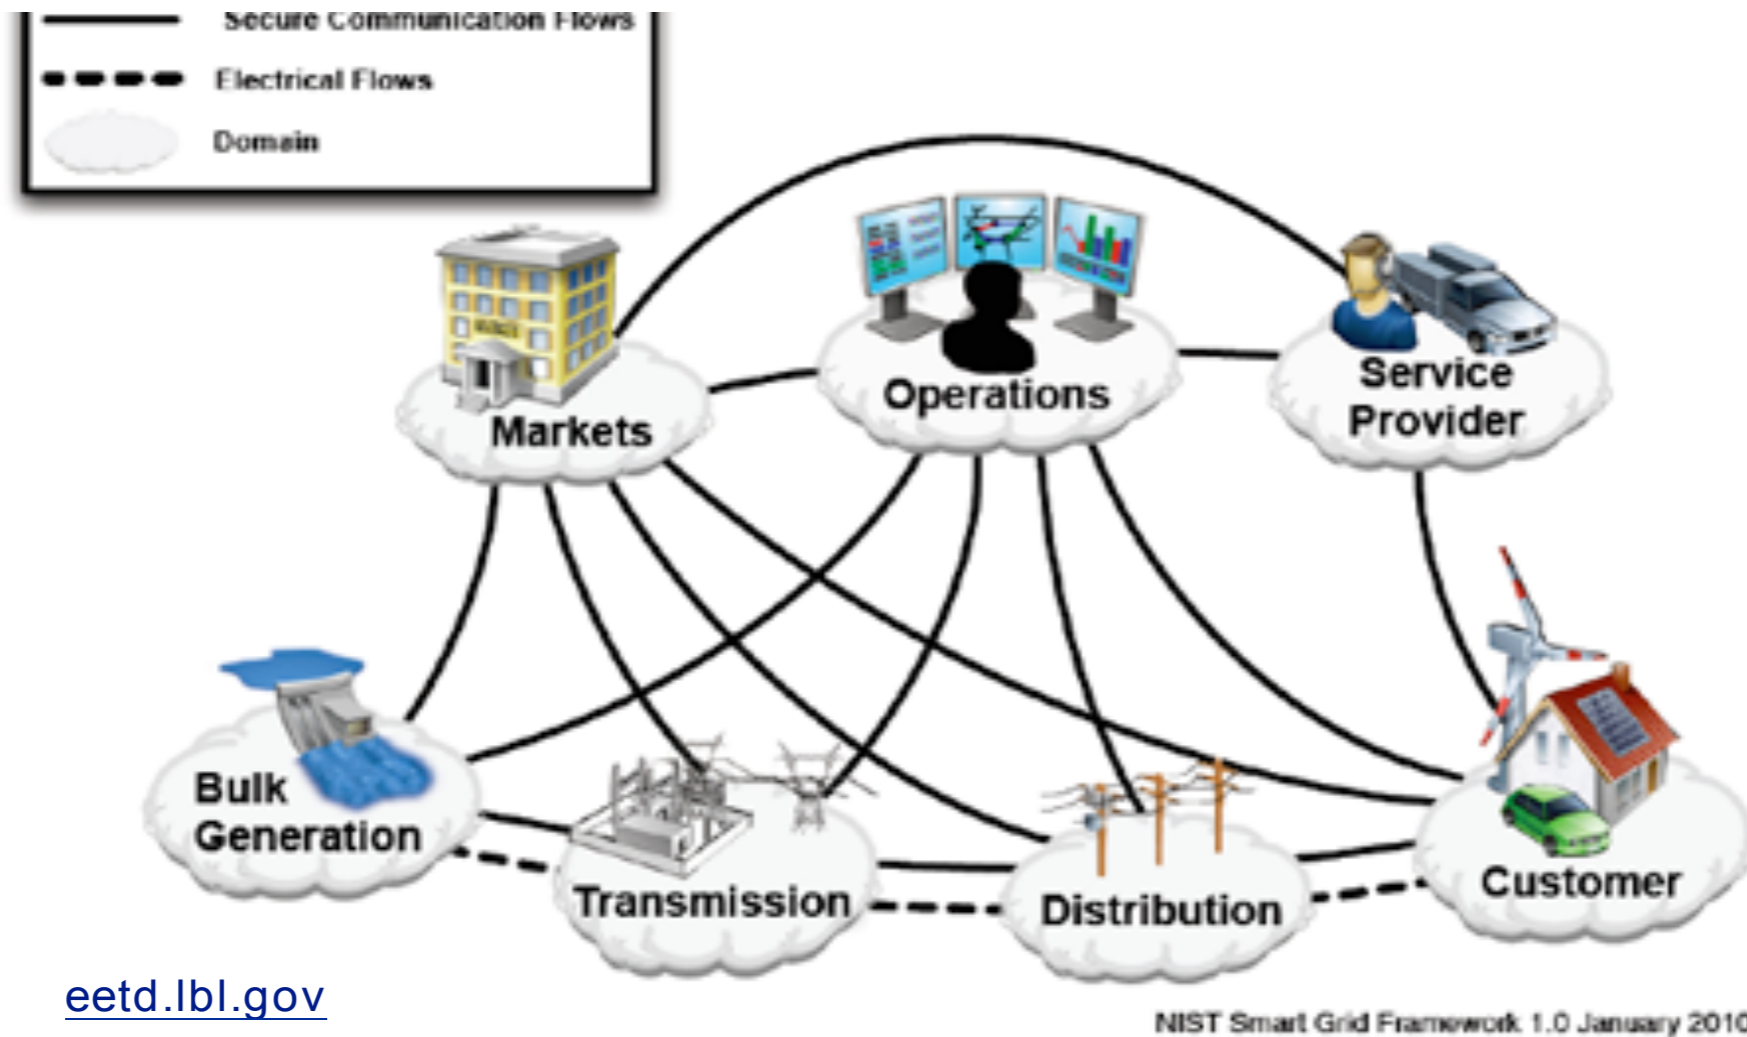 Secure Communication Flows
Electrical Flows
Domain
Markets
Operations
Service
Provider
Bulk
Generation
Transmission
Distribution
Customer
eetd.lbl.gov
NIST Smart Grid Framework 1.0 January 2010